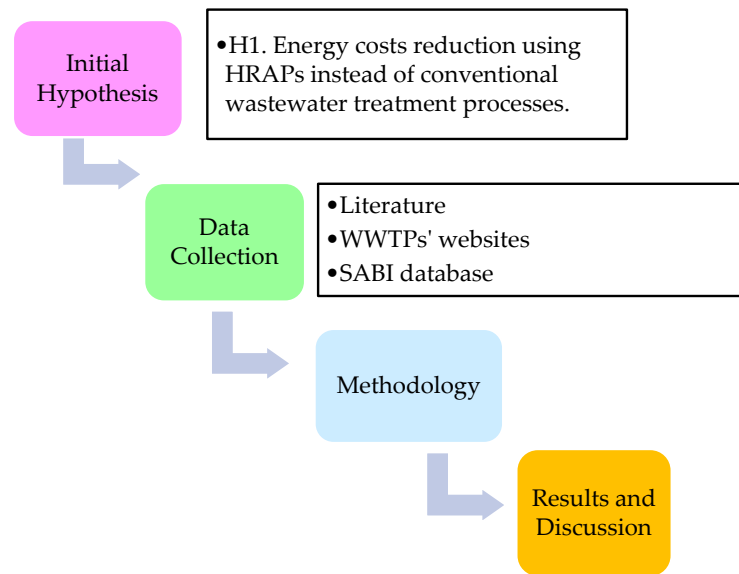 Initial
Hypothesis
•H1. Energy costs reduction using
HRAPs instead of conventional
wastewater treatment processes.
Data
Collection
•Literature
•WWTPs' websites
•SABI database
Methodology
Results and
Discussion